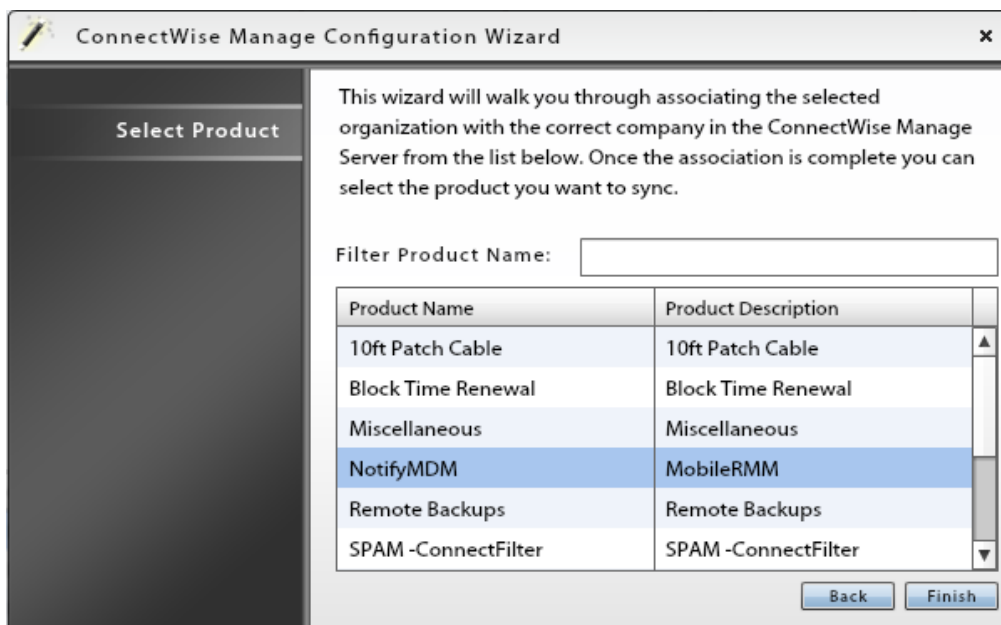 ConnectWise Manage Configuration Wizard
Select Product
This wizard will walk you through associating the selected
organization with the correct company in the ConnectWise Manage
Server from the list below. Once the association is complete you can
select the product you want to sync.
Filter Product Name:
Product Name Product Description
10ft Patch Cable 10ft Patch Cable
Block Time Renewal Block Time Renewal
Miscellaneous Miscellaneous
NotifyMDM MobileRMM
Remote Backups Remote Backups
SPAM -ConnectFilter SPAM -ConnectFilter
Back Finish